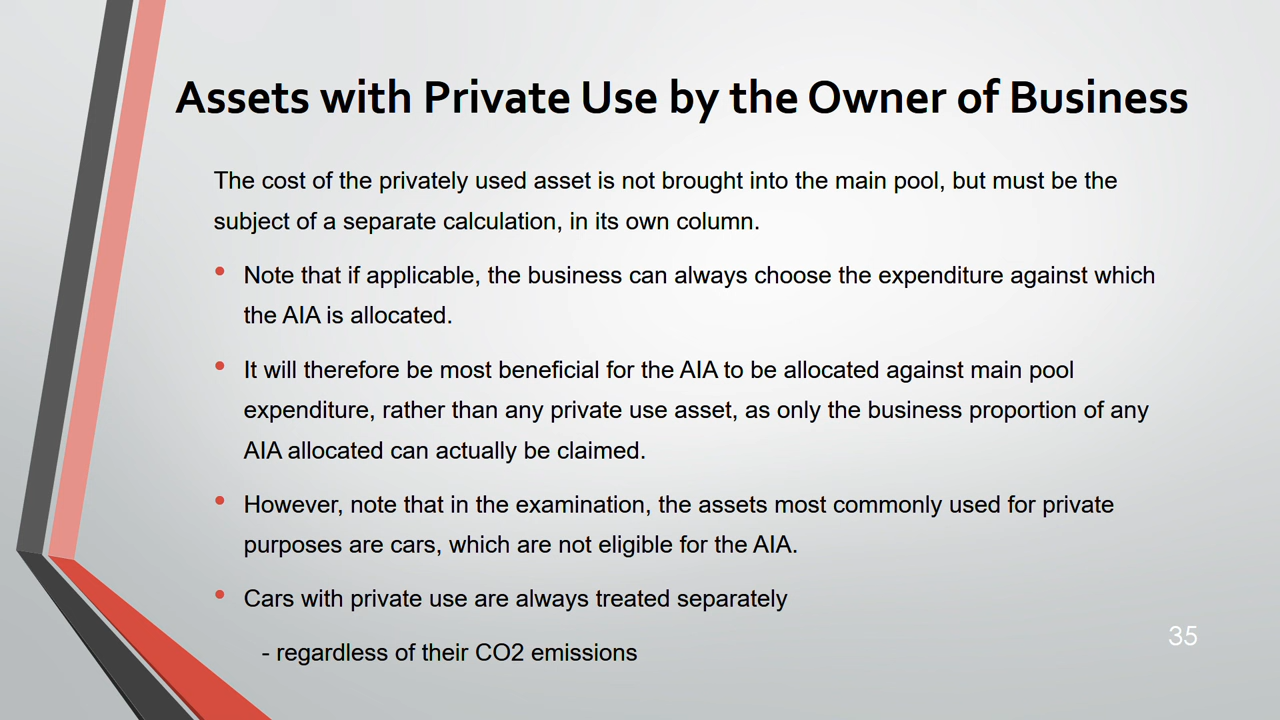 Assets with Private Use by the Owner of Business
The cost of the privately used asset is not brought into the main pool, but must be the
subject of a separate calculation, in its own column.
• Note that if applicable, the business can always choose the expenditure against which
the AIA is allocated.
• It will therefore be most beneficial for the AIA to be allocated against main pool
expenditure, rather than any private use asset, as only the business proportion of any
AIA allocated can actually be claimed.
• However, note that in the examination, the assets most commonly used for private
purposes are cars, which are not eligible for the AIA.
• Cars with private use are always treated separately
- regardless of their CO2 emissions
35